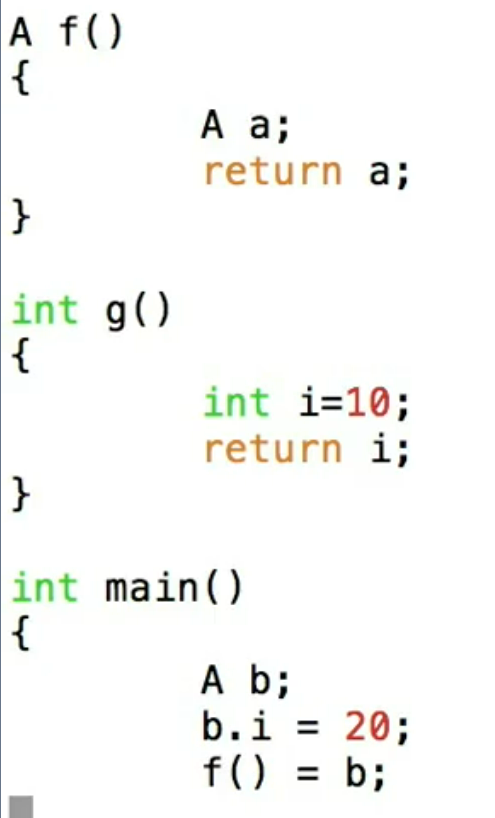 A f()
{
A a;
return a;
}
int g()
{
int i=10;
return i;
}
int main()
{
A b;
b.i = 20;
f() = b;